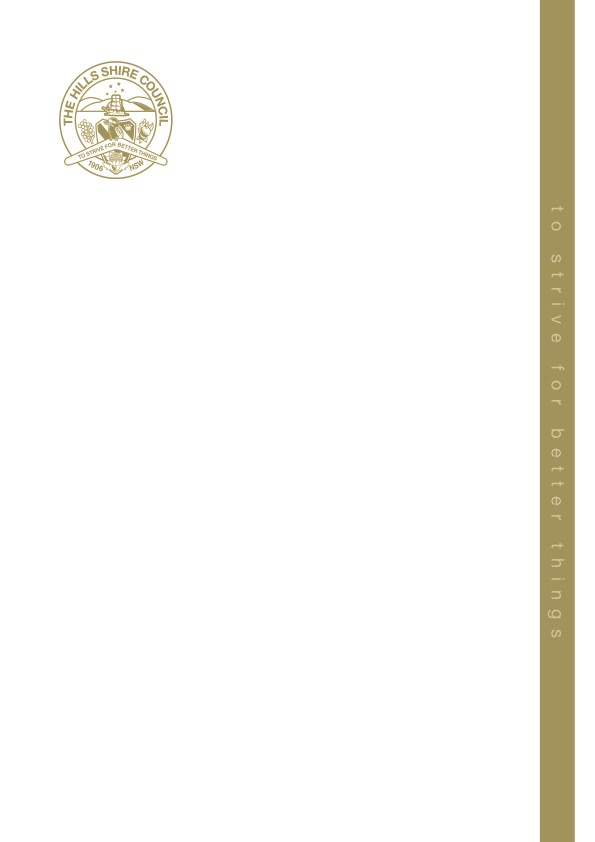 THE HILLS SHIRE COUNCIL
TO STRIVE FOR BETTER THINGS
1906 NSW
to strive for better things